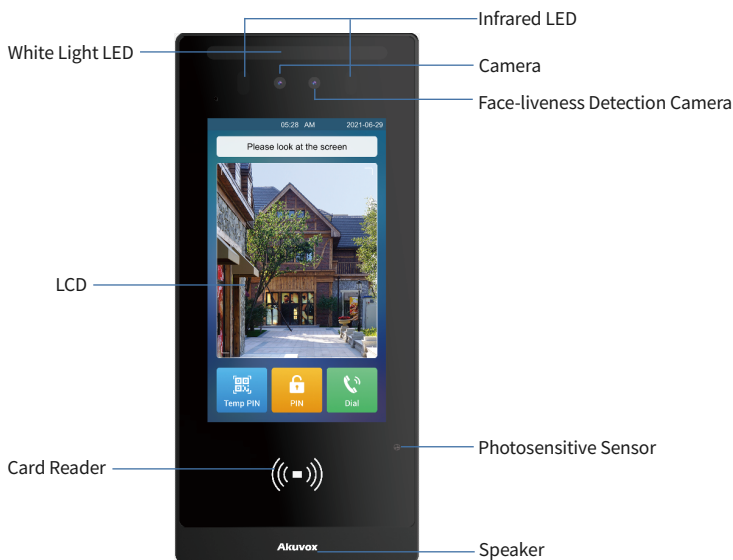 Infrared LED
White Light LED
Camera
Face-liveness Detection Camera
05:28 AM 2021-06-29
Please look at the screen
LCD
Temp PIN
PIN
Dial
Photosensitive Sensor
Card Reader
Akuvox
Speaker